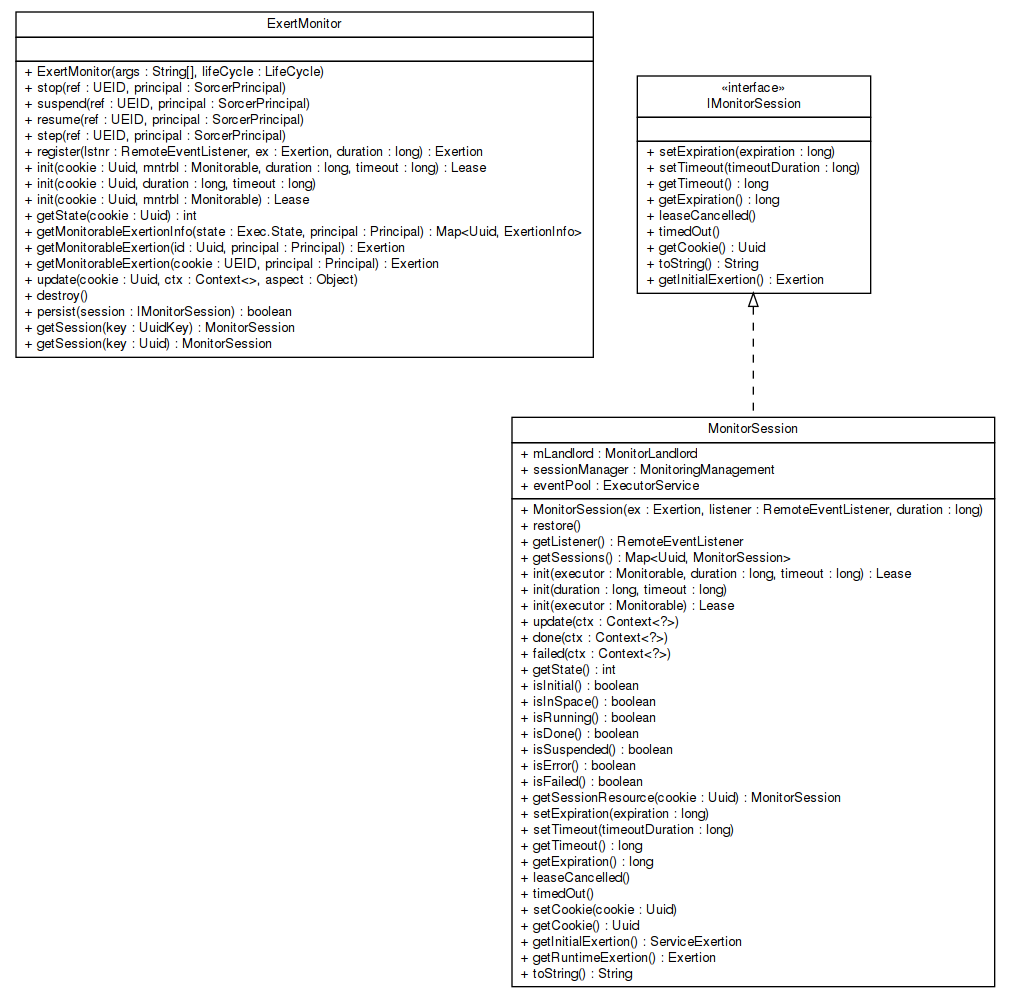 ExertMonitor
+ ExertMonitor(args : String[], lifeCycle : LifeCycle)
+ stop(ref : UEID, principal : SorcerPrincipal)
+ suspend(ref : UEID, principal : SorcerPrincipal)
+ resume(ref : UEID, principal : SorcerPrincipal)
+ step(ref : UEID, principal : SorcerPrincipal)
+ register(lstnr : RemoteEventListener, ex : Exertion, duration : long) : Exertion
+ init(cookie : Uuid, mntrbl : Monitorable, duration : long, timeout : long) : Lease
+ init(cookie : Uuid, duration : long, timeout : long)
+ init(cookie : Uuid, mntrbl : Monitorable) : Lease
+ getState(cookie : Uuid) : int
+ getMonitorableExertionInfo(state : Exec.State, principal : Principal) : Map<Uuid, ExertionInfo>
+ getMonitorableExertion(id : Uuid, principal : Principal) : Exertion
+ getMonitorableExertion(cookie : UEID, principal : Principal) : Exertion
+ update(cookie : Uuid, ctx : Context<>, aspect : Object)
+ destroy()
+ persist(session : IMonitorSession) : boolean
+ getSession(key : UuidKey) : MonitorSession
+ getSession(key : Uuid) : MonitorSession
«interface»
IMonitorSession
+ setExpiration(expiration : long)
+ setTimeout(timeoutDuration : long)
+ getTimeout() : long
+ getExpiration() : long
+ leaseCancelled()
+ timedOut()
+ getCookie() : Uuid
+ toString() : String
+ getInitialExertion() : Exertion
MonitorSession
+ mLandlord : MonitorLandlord
+ sessionManager : MonitoringManagement
+ eventPool : ExecutorService
+ MonitorSession(ex : Exertion, listener : RemoteEventListener, duration : long)
+ restore()
+ getListener() : RemoteEventListener
+ getSessions() : Map<Uuid, MonitorSession>
+ init(executor : Monitorable, duration : long, timeout : long) : Lease
+ init(duration : long, timeout : long)
+ init(executor : Monitorable) : Lease
+ update(ctx : Context<?>)
+ done(ctx : Context<?>)
+ failed(ctx : Context<?>)
+ getState() : int
+ isInitial() : boolean
+ isInSpace() : boolean
+ isRunning() : boolean
+ isDone() : boolean
+ isSuspended() : boolean
+ isError() : boolean
+ isFailed() : boolean
+ getSessionResource(cookie : Uuid) : MonitorSession
+ setExpiration(expiration : long)
+ setTimeout(timeoutDuration : long)
+ getTimeout() : long
+ getExpiration() : long
+ leaseCancelled()
+ timedOut()
+ setCookie(cookie : Uuid)
+ getCookie() : Uuid
+ getInitialExertion() : ServiceExertion
+ getRuntimeExertion() : Exertion
+ toString() : String